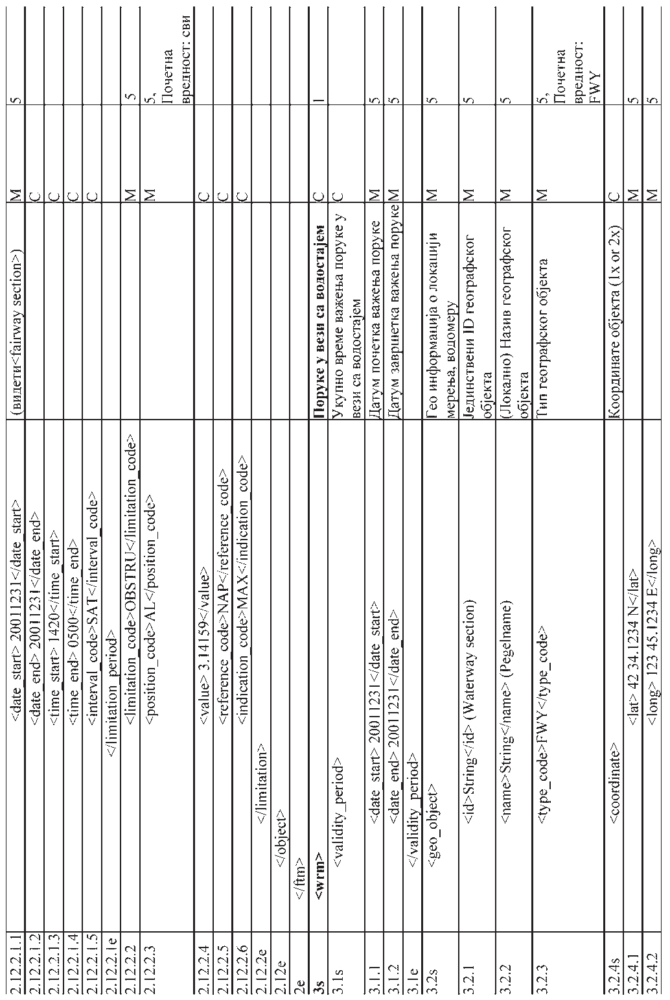 2.12.2.1.1 <date_start> 20011231</date_start> (видети<fairway section>) M 5
2.12.2.1.2 <date_end> 20011231</date_end> C
2.12.2.1.3 <time_start> 1420</time_start> C
2.12.2.1.4 <time_end> 0500</time_end> C
2.12.2.1.5 <interval_code>SAT</interval_code> C
2.12.2.1e </limitation_period>
2.12.2.2 <limitation_code>OBSTRU</limitation_code> M 5
2.12.2.3 <position_code>AL</position_code> M 5,
Почетна
вредност: сви
2.12.2.4 <value> 3.14159</value> C
2.12.2.5 <reference_code>NAP</reference_code> C
2.12.2.6 <indication_code>MAX</indication_code> C
2.12.2e </limitation>
2.12e </object>
2e </ftm>
3s <wrm> Поруке у вези са водостајем C 1
3.1s <validity_period> Укупно време важења поруке у C
вези са водостајем
3.1.1 <date_start> 20011231</date_start> Датум почетка важења поруке M 5
3.1.2 <date_end> 20011231</date_end> Датум завршетка важења поруке M 5
3.1e </validity_period>
3.2s <geo_object> Гео информација о локацији M 5
мерења, водомеру
3.2.1 <id>String</id> (Waterway section) Јединствени ID географског M 5
објекта
3.2.2 <name>String</name> (Pegelname) (Локално) Назив географског M 5
објекта
3.2.3 <type_code>FWY</type_code> Тип географског објекта M 5,
Почетна
вредност:
FWY
3.2.4s <coordinate> Координате објекта (1x or 2x) C
3.2.4.1 <lat> 42 34.1234 N</lat> M 5
3.2.4.2 <long> 123 45.1234 E</long> M 5